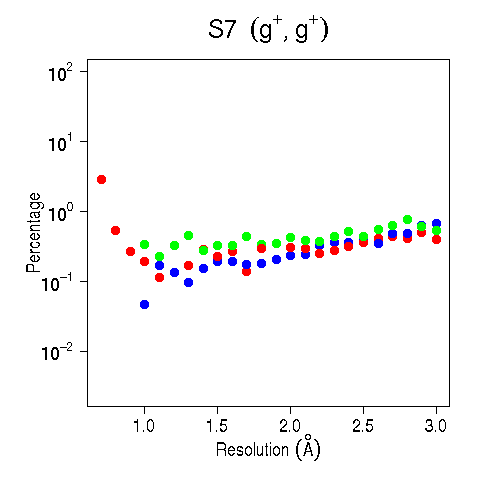 S7 (g⁺, g⁺)
10²
10¹
10⁰
10⁻¹
10⁻²
Percentage
1.0 1.5 2.0 2.5 3.0
Resolution (Å)